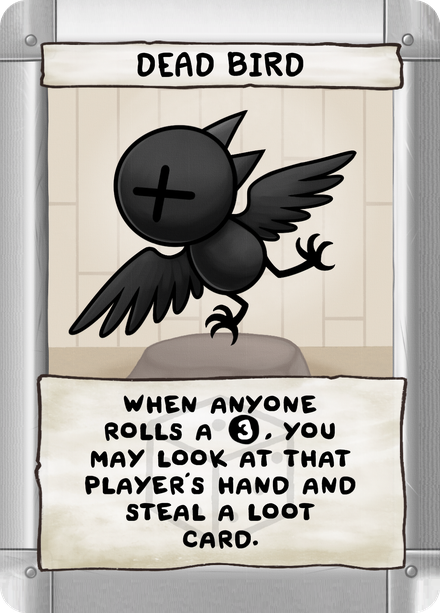 DEAD BIRD
WHEN ANYONE
ROLLS A 3, YOU
MAY LOOK AT THAT
PLAYER'S HAND AND
STEAL A LOOT
CARD.